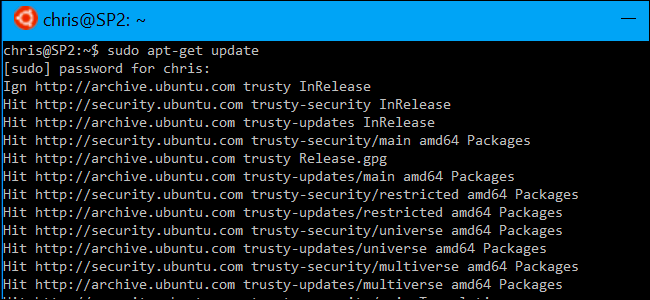 chris@SP2: ~
chris@SP2:~$ sudo apt-get update
[sudo] password for chris:
Ign http://archive.ubuntu.com trusty InRelease
Hit http://security.ubuntu.com trusty-security InRelease
Hit http://archive.ubuntu.com trusty-updates InRelease
Hit http://security.ubuntu.com trusty-security/main amd64 Packages
Hit http://archive.ubuntu.com trusty Release.gpg
Hit http://archive.ubuntu.com trusty-updates/main amd64 Packages
Hit http://security.ubuntu.com trusty-security/restricted amd64 Packages
Hit http://archive.ubuntu.com trusty-updates/restricted amd64 Packages
Hit http://security.ubuntu.com trusty-security/universe amd64 Packages
Hit http://archive.ubuntu.com trusty-updates/universe amd64 Packages
Hit http://security.ubuntu.com trusty-security/multiverse amd64 Packages
Hit http://archive.ubuntu.com trusty-updates/multiverse amd64 Packages